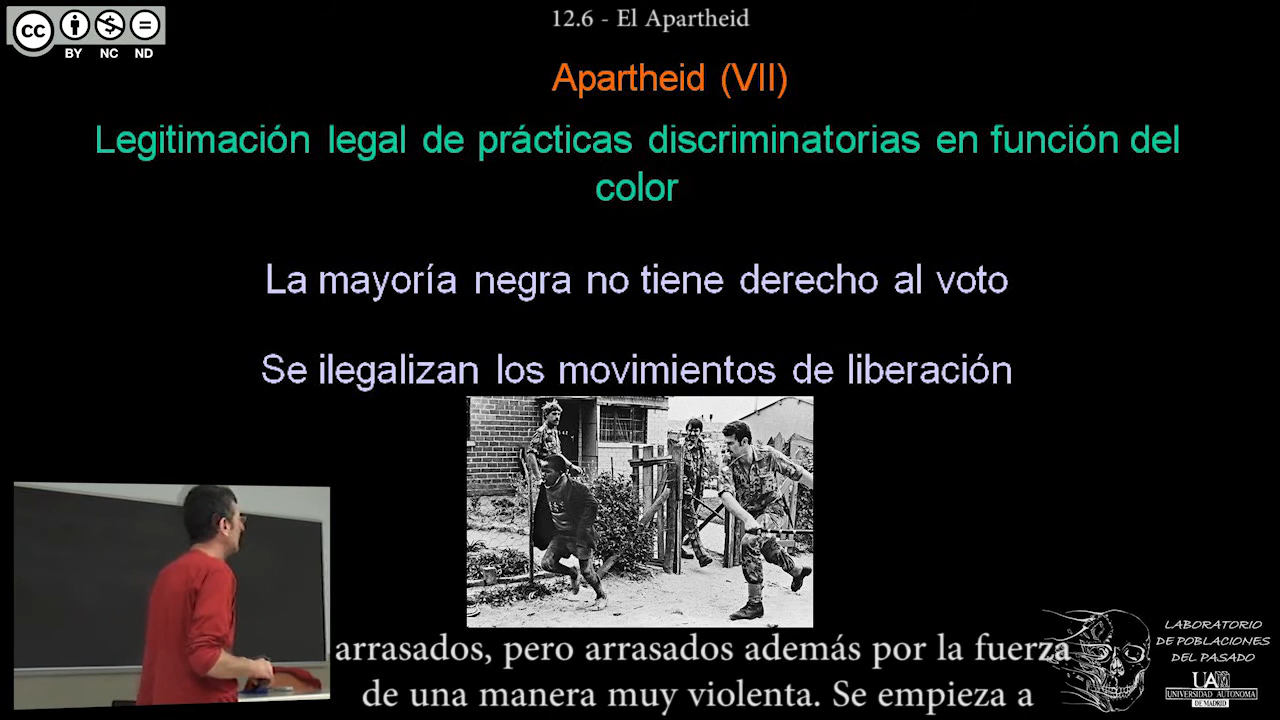 12.6 - El Apartheid
cc
BY NC ND
Apartheid (VII)
Legitimación legal de prácticas discriminatorias en función del
color
La mayoría negra no tiene derecho al voto
Se ilegalizan los movimientos de liberación
arrasados, pero arrasados además por la fuerza
de una manera muy violenta. Se empieza a
LABORATORIO
DE POBLACIONES
DEL PASADO
UAM
UNIVERSIDAD AUTONOMA
DE MADRID